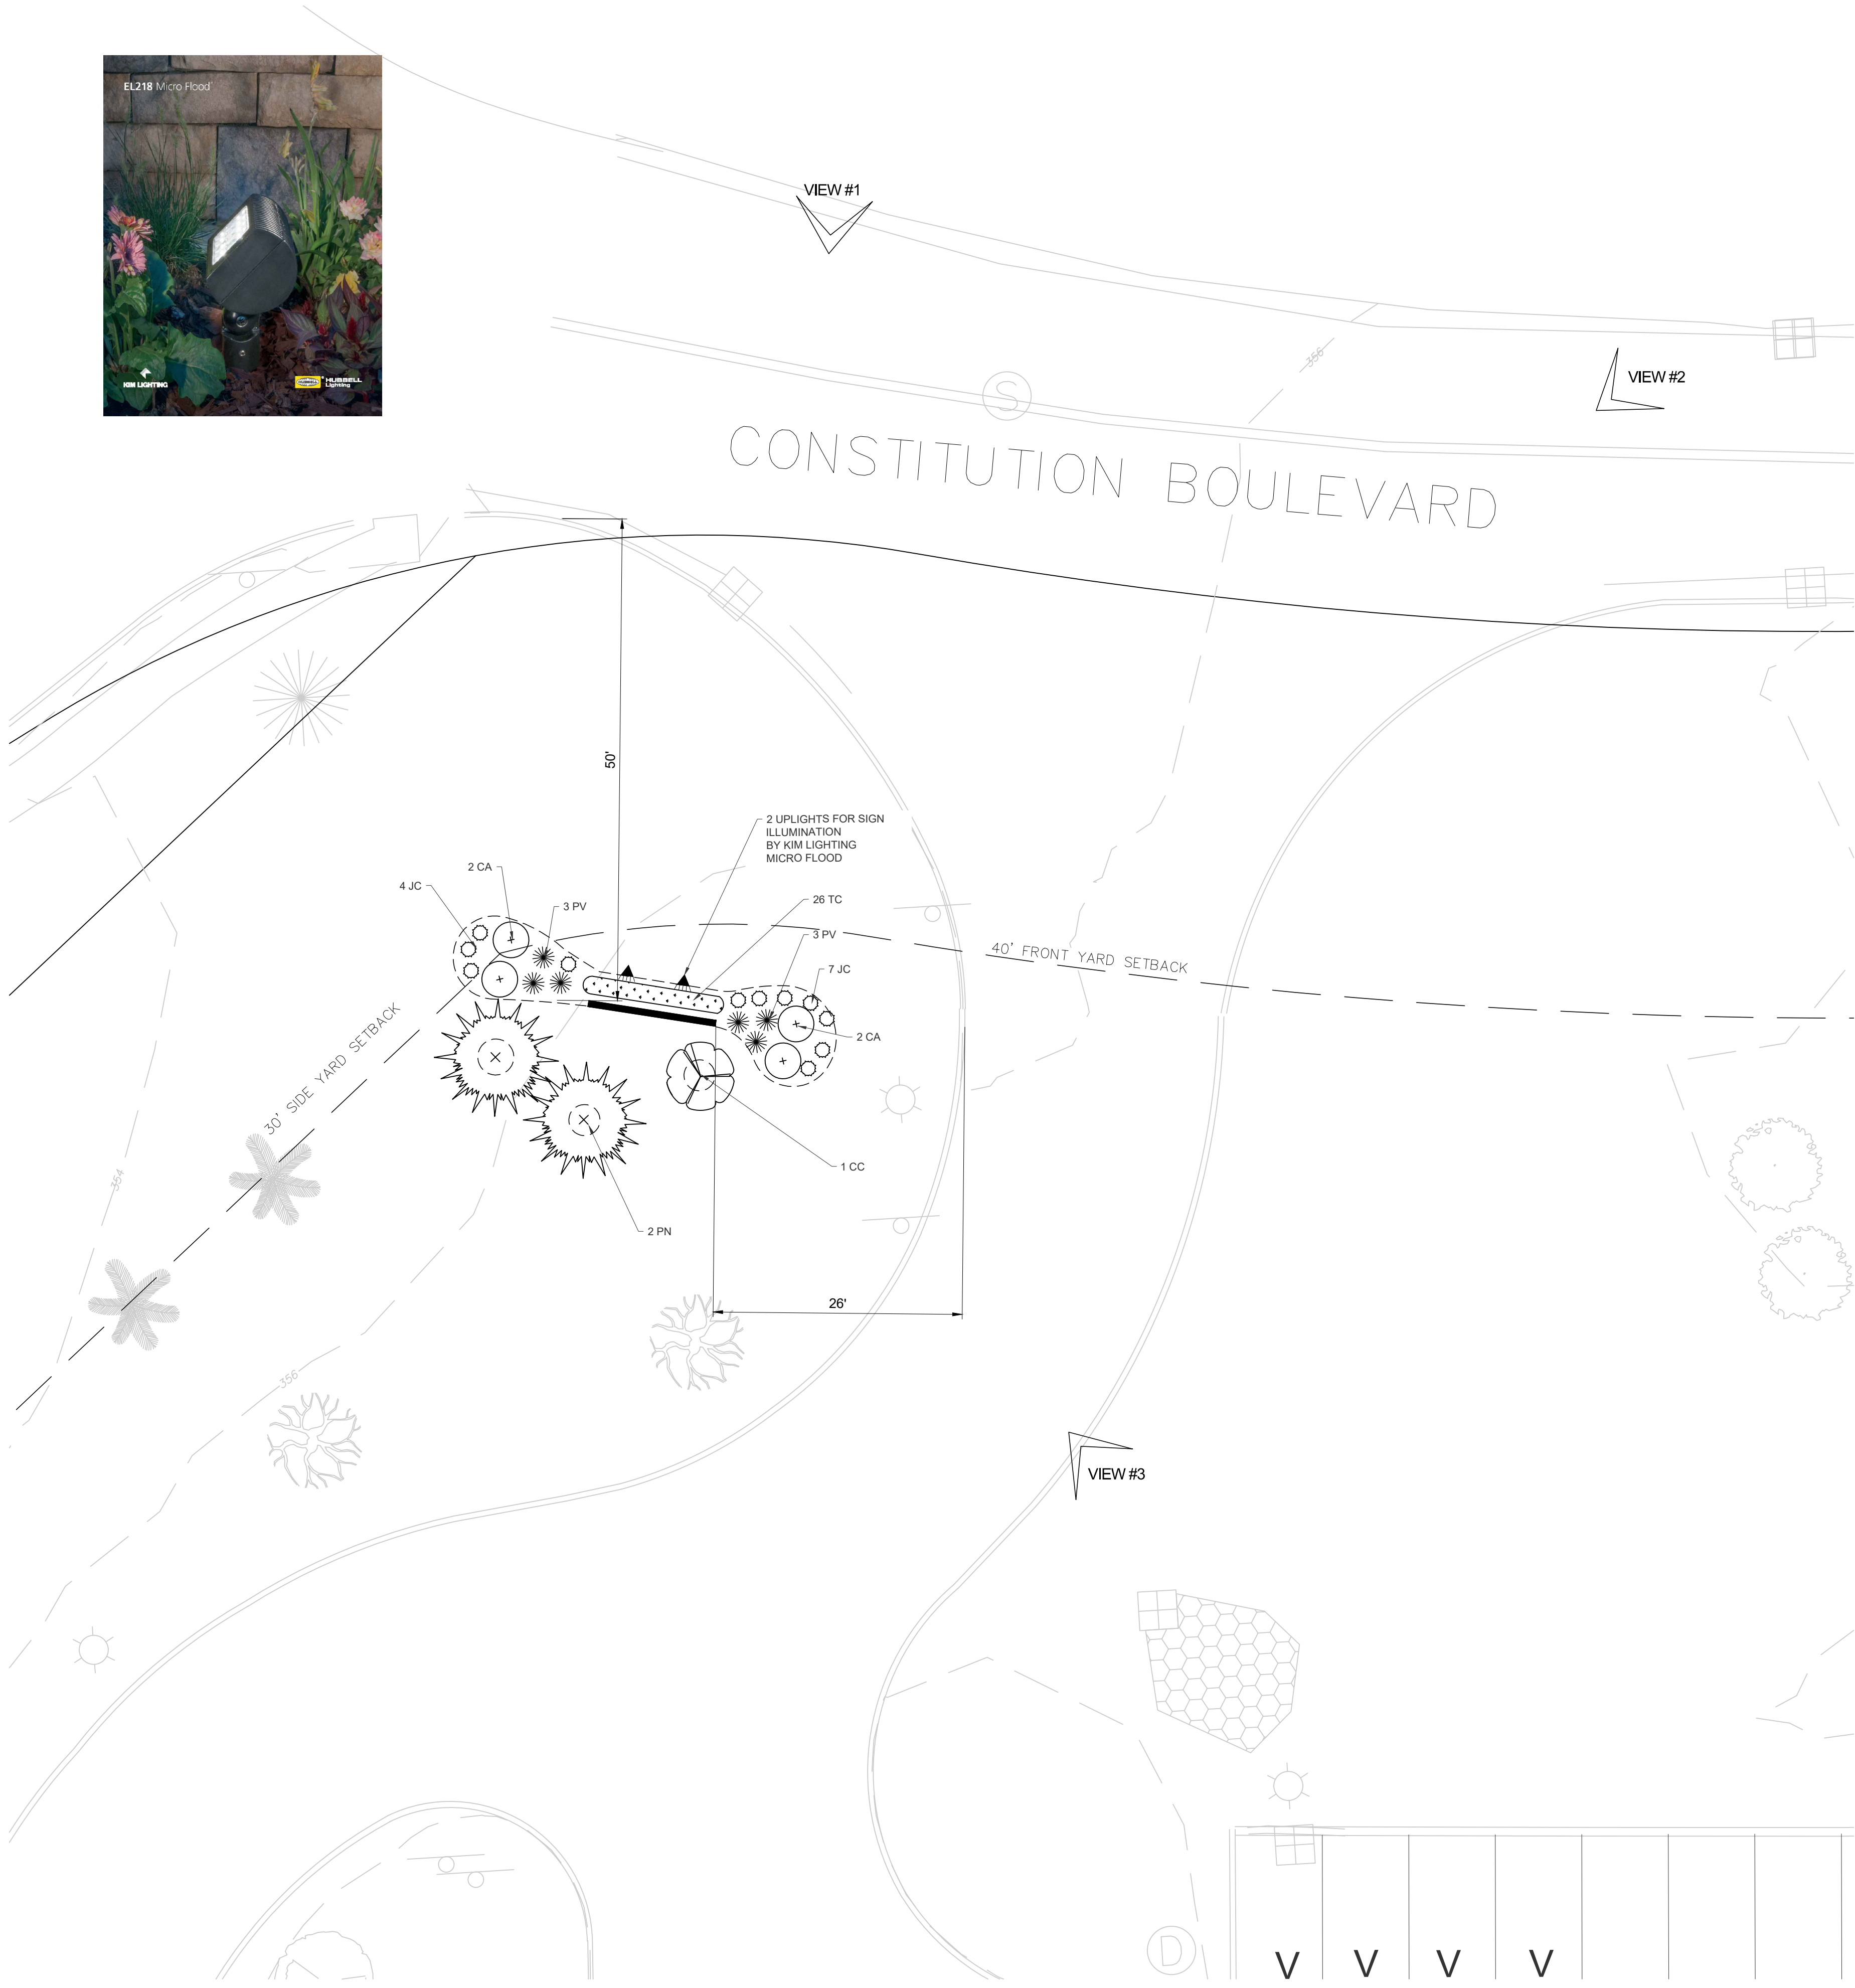 EL218 Micro Flood
KIM LIGHTING
HUBBELL
HUBBELL
Lighting
VIEW #1
356
VIEW #2
S
CONSTITUTION BOULEVARD
50'
2 UPLIGHTS FOR SIGN
ILLUMINATION
BY KIM LIGHTING
MICRO FLOOD
2 CA
4 JC
3 PV
26 TC
3 PV
40' FRONT YARD SETBACK
7 JC
2 CA
30' SIDE YARD SETBACK
1 CC
354
2 PN
26'
356
VIEW #3
D
V V V V